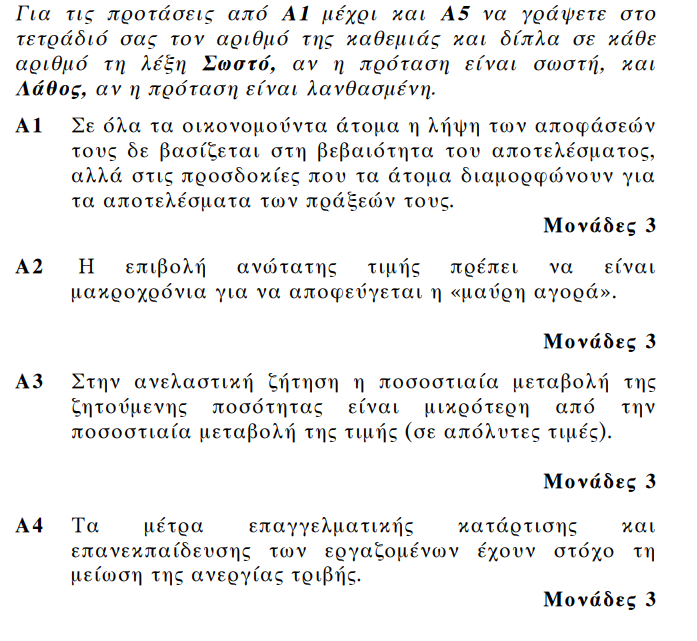 Για τις προτάσεις από Α1 μέχρι και Α5 να γράψετε στο
τετράδιό σας τον αριθμό της καθεμιάς και δίπλα σε κάθε
αριθμό τη λέξη Σωστό, αν η πρόταση είναι σωστή, και
Λάθος, αν η πρόταση είναι λανθασμένη.
Α1 Σε όλα τα οικονομούντα άτομα η λήψη των αποφάσεών
τους δε βασίζεται στη βεβαιότητα του αποτελέσματος,
αλλά στις προσδοκίες που τα άτομα διαμορφώνουν για
τα αποτελέσματα των πράξεών τους.
Μονάδες 3
Α2 Η επιβολή ανώτατης τιμής πρέπει να είναι
μακροχρόνια για να αποφεύγεται η «μαύρη αγορά».
Μονάδες 3
Α3 Στην ανελαστική ζήτηση η ποσοστιαία μεταβολή της
ζητούμενης ποσότητας είναι μικρότερη από την
ποσοστιαία μεταβολή της τιμής (σε απόλυτες τιμές).
Μονάδες 3
Α4 Τα μέτρα επαγγελματικής κατάρτισης και
επανεκπαίδευσης των εργαζομένων έχουν στόχο τη
μείωση της ανεργίας τριβής.
Μονάδες 3